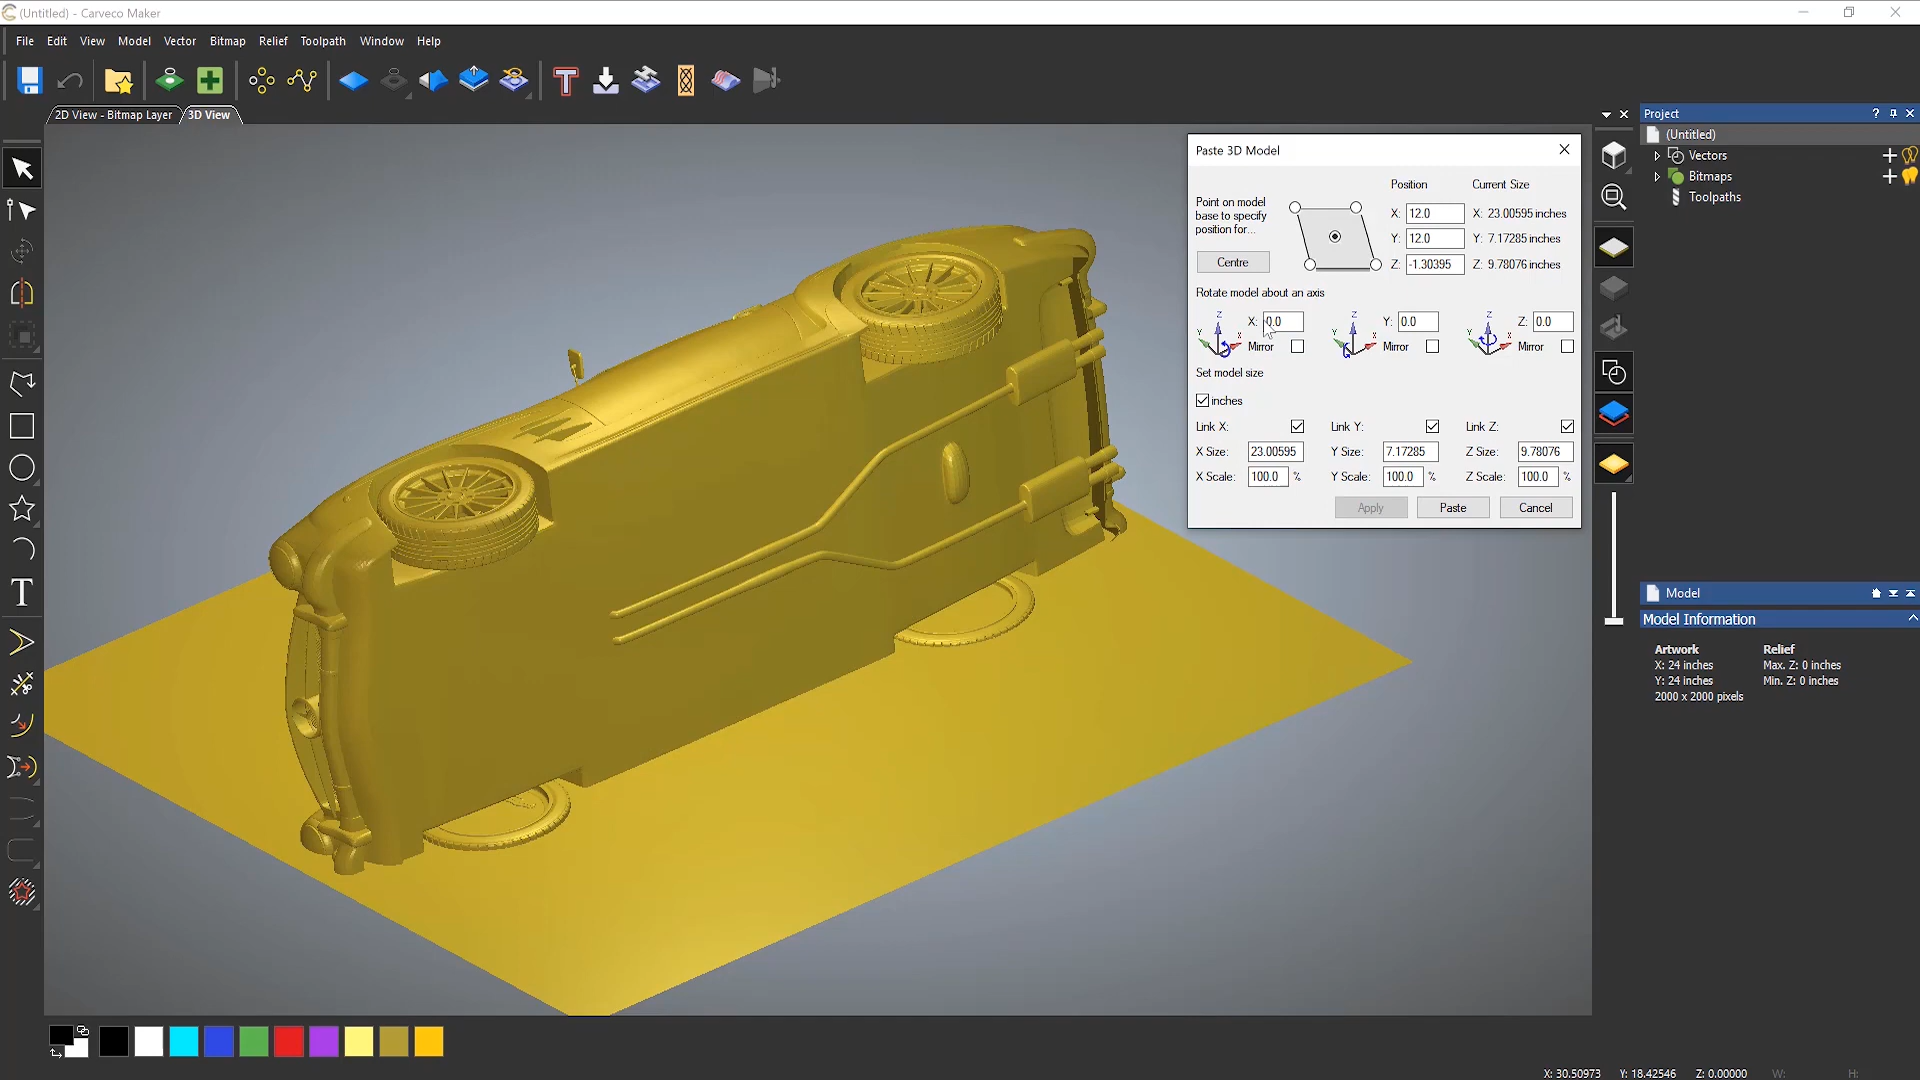 (Untitled) - Carveco Maker
File Edit View Model Vector Bitmap Relief Toolpath Window Help
2D View - Bitmap Layer 3D View
Project
(Untitled)
Vectors
Bitmaps
Toolpaths
Paste 3D Model
Position Current Size
Point on model
base to specify
position for...
X: 12.0 X: 23.00595 inches
Y: 12.0 Y: 7.17285 inches
Z: -1.30395 Z: 9.78076 inches
Centre
Rotate model about an axis
X: 0.0 Y: 0.0 Z: 0.0
Mirror Mirror Mirror
Set model size
inches
Link X: Link Y: Link Z:
X Size: 23.00595 Y Size: 7.17285 Z Size: 9.78076
X Scale: 100.0 % Y Scale: 100.0 % Z Scale: 100.0 %
Apply Paste Cancel
Model
Model Information
Artwork Relief
X: 24 inches Max. Z: 0 inches
Y: 24 inches Min. Z: 0 inches
2000 x 2000 pixels
X: 30.50973 Y: 18.42546 Z: 0.00000 W: H: